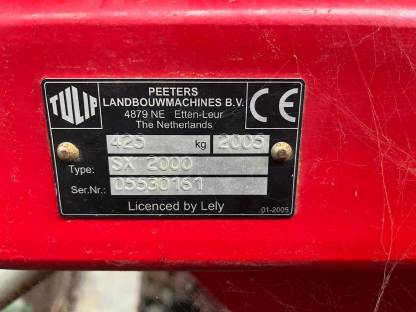 TULIP
PEETERS
LANDBOUWMACHINES B.V.
4879 NE Etten-Leur
The Netherlands
CE
425 kg 2005
Type: SX 2000
Ser.Nr.: 05530161
Licenced by Lely
01-2005